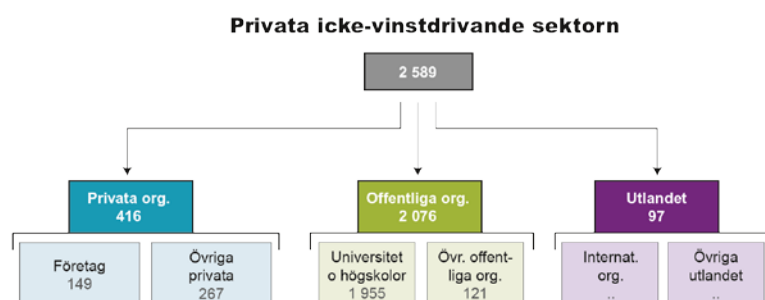 Privata icke-vinstdrivande sektorn
2 589
Privata org.
416
Offentliga org.
2 076
Utlandet
97
Företag
149
Övriga
privata
267
Universitet
o högskolor
1 955
Övr. offent-
liga org.
121
Internat.
org.
..
Övriga
utlandet
..